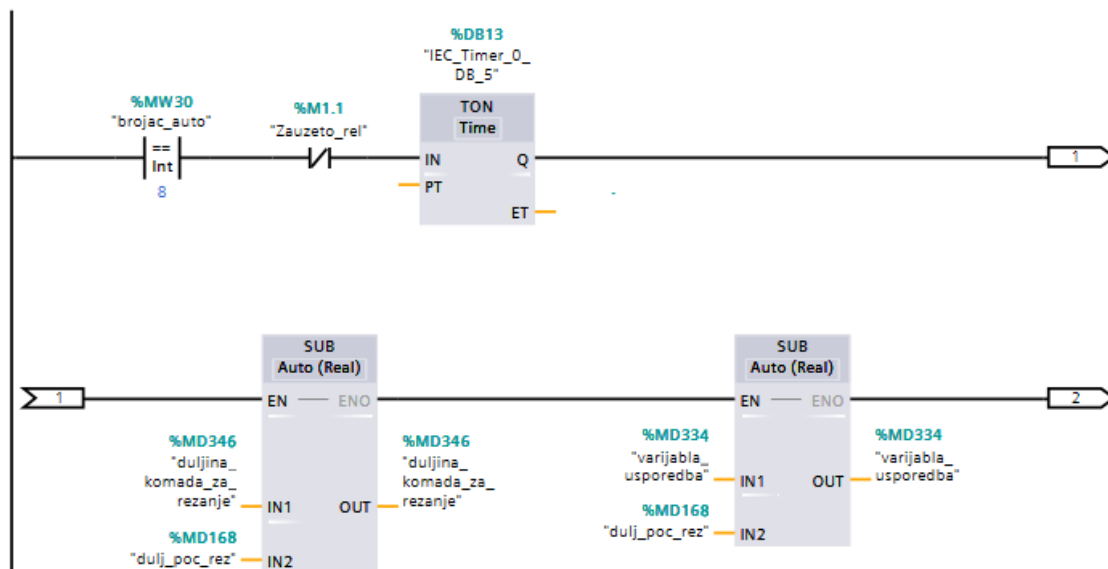 %DB13
"IEC_Timer_0_
DB_5"
%MW30
"brojac_auto"
%M1.1
"Zauzeto_rel"
TON
Time
==
Int
8
IN
Q
PT
ET
1
SUB
Auto (Real)
SUB
Auto (Real)
1
EN
ENO
EN
ENO
2
%MD346
"duljina_
komada_za_
rezanje"
IN1
OUT
%MD346
"duljina_
komada_za_
rezanje"
%MD168
"dulj_poc_rez"
IN2
%MD334
"varijabla_
usporedba"
IN1
OUT
%MD334
"varijabla_
usporedba"
%MD168
"dulj_poc_rez"
IN2